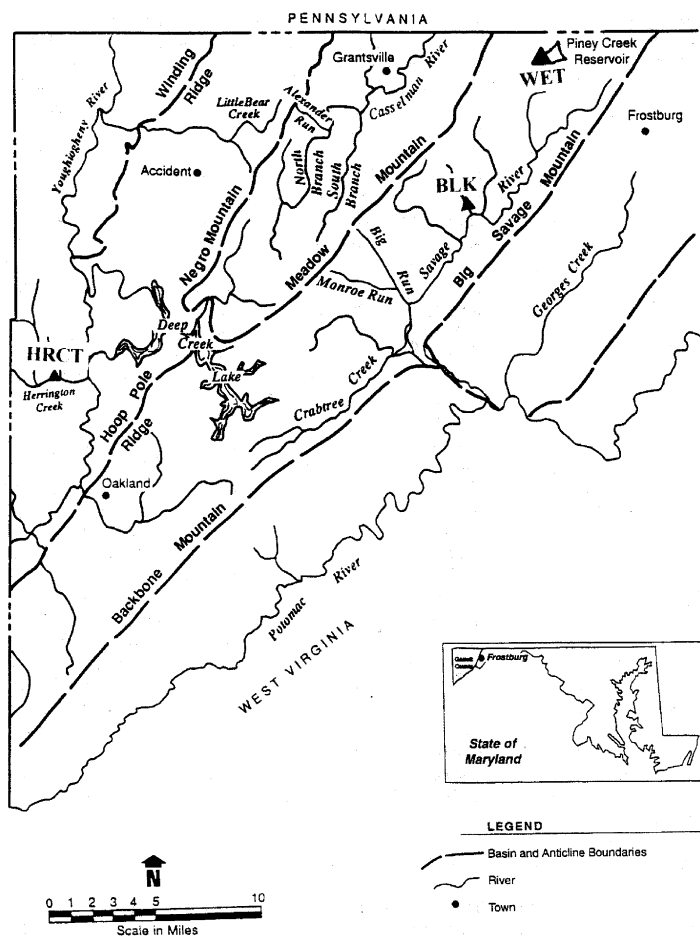 PENNSYLVANIA
Piney Creek
Reservoir
WET
Grantsville
Casselman River
Winding
Ridge
Youghiogheny River
LittleBear
Creek
Alexander
Run
North
Branch
South
Branch
Frostburg
Accident
Mountain
BLK
River
Big Savage Mountain
Negro Mountain
Meadow
Big
Run
Savage
Monroe Run
Georges Creek
Deep
Creek
Lake
HRCT
Herrington
Creek
Hoop Pole
Ridge
Crabtree Creek
Oakland
Backbone Mountain
Potomac River
WEST VIRGINIA
Garrett
County
Frostburg
State of
Maryland
LEGEND
Basin and Anticline Boundaries
River
Town
N
0 1 2 3 4 5 10
Scale in Miles